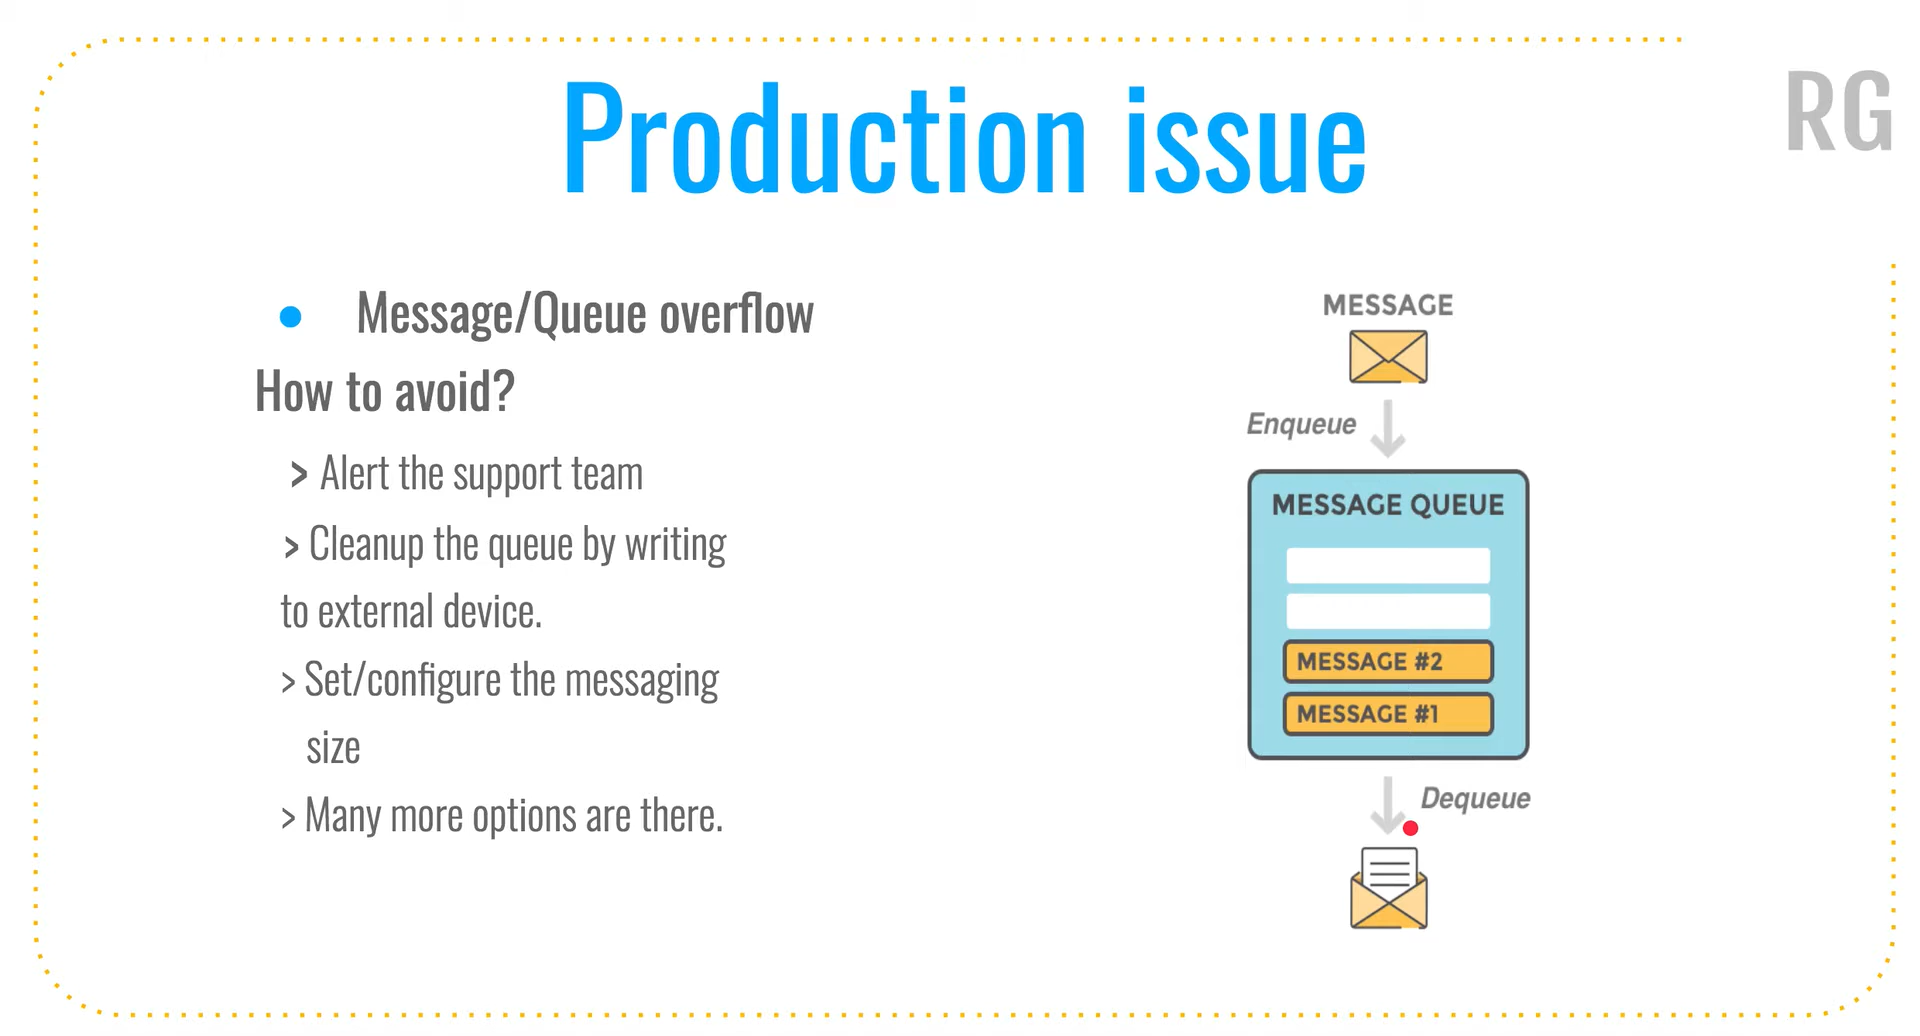 Production issue
RG
Message/Queue overflow
How to avoid?
> Alert the support team
> Cleanup the queue by writing
to external device.
> Set/configure the messaging
size
> Many more options are there.
MESSAGE
Enqueue
MESSAGE QUEUE
MESSAGE #2
MESSAGE #1
Dequeue